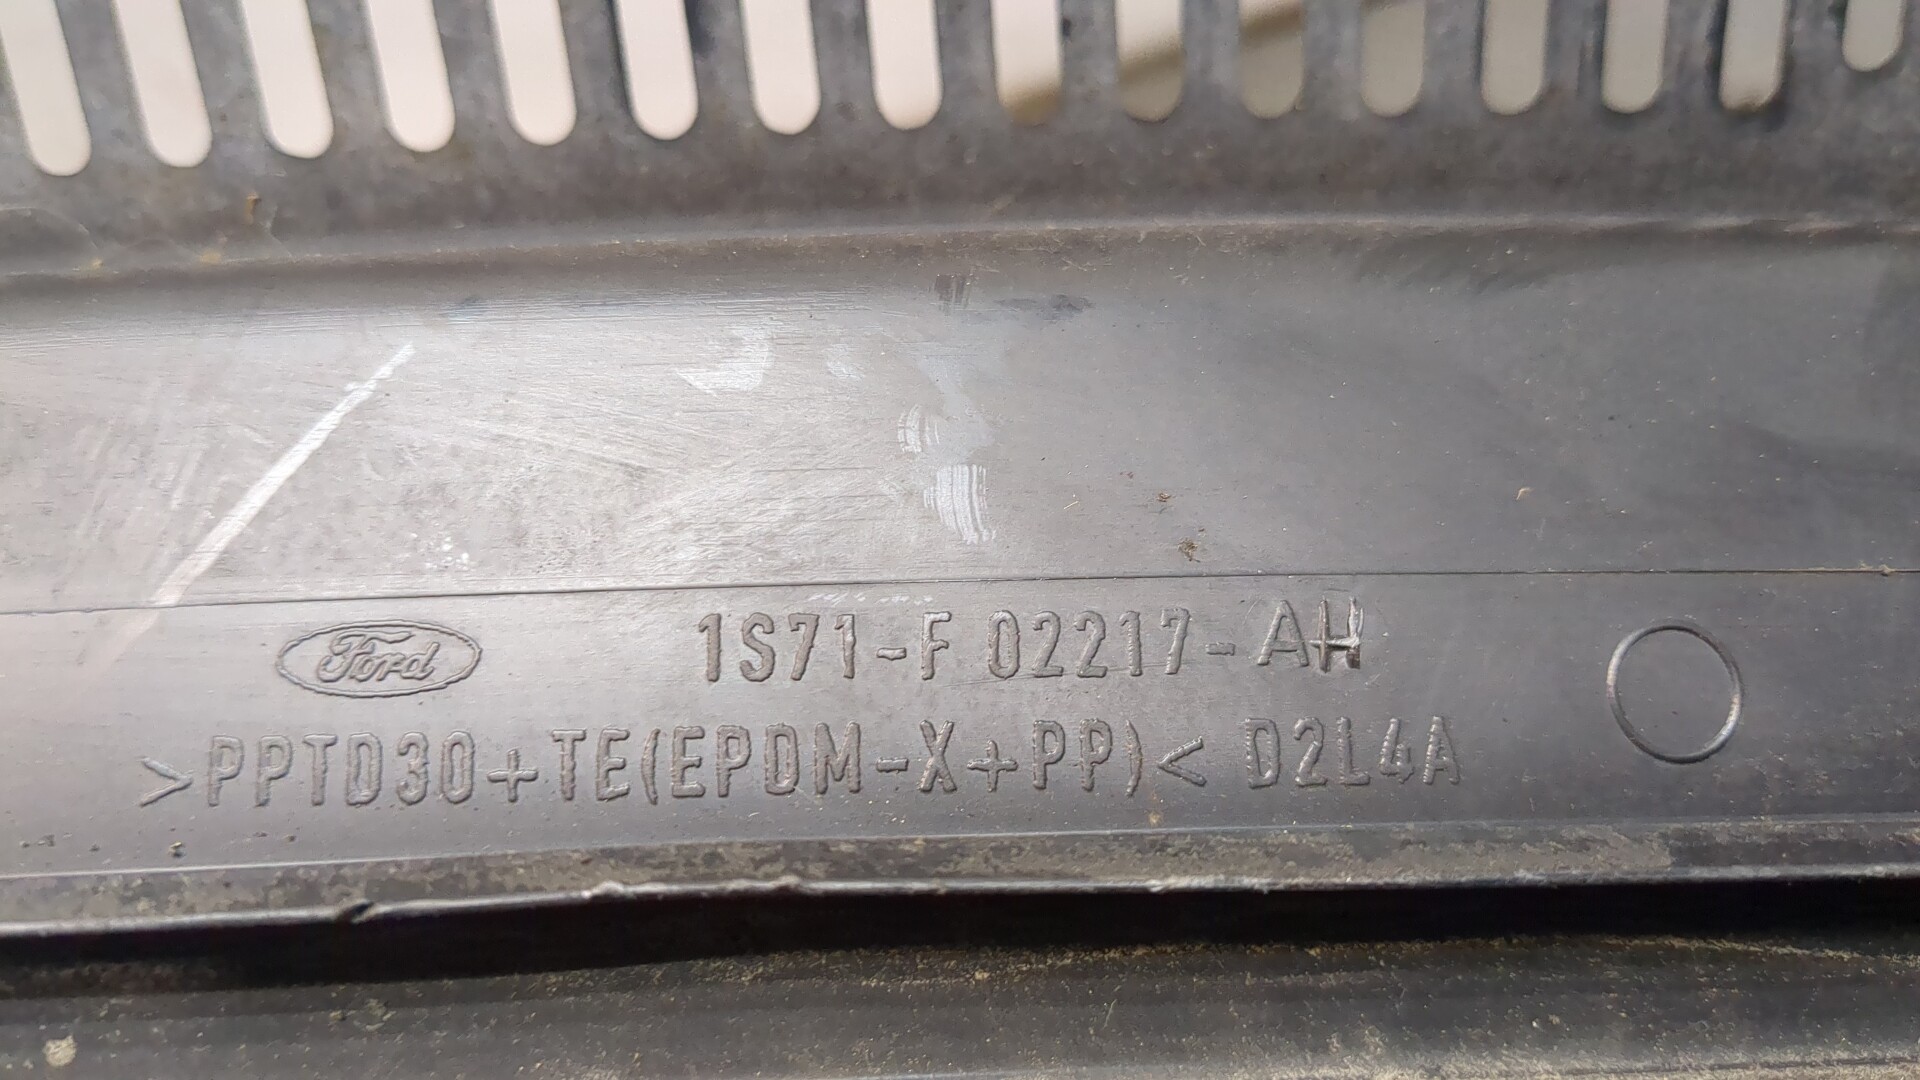 Ford 1S71-F 02217-AH
>PPTD30+TE(EPDM-X+PP)< D2L4A